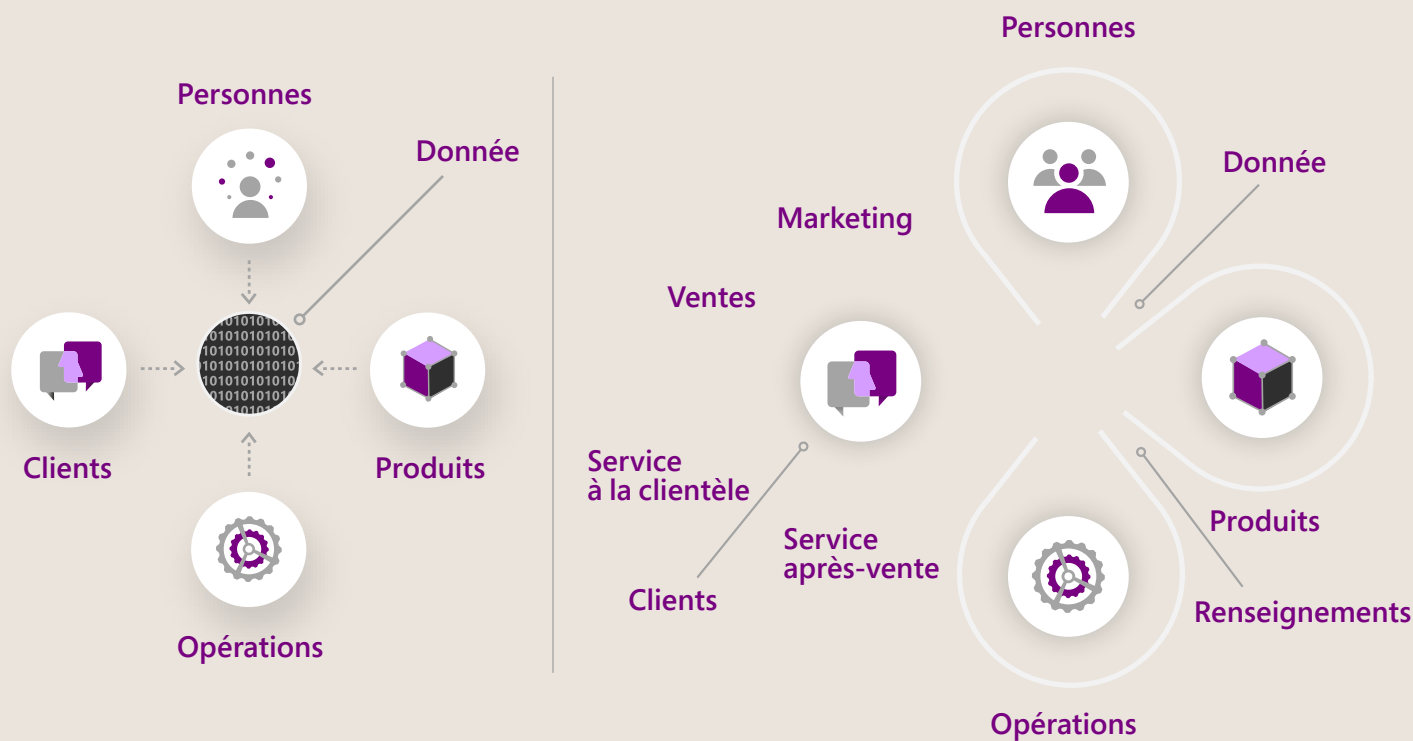 Personnes
Donnée
Clients
Produits
Opérations
Personnes
Donnée
Marketing
Ventes
Service
à la clientèle
Service
après-vente
Clients
Produits
Renseignements
Opérations